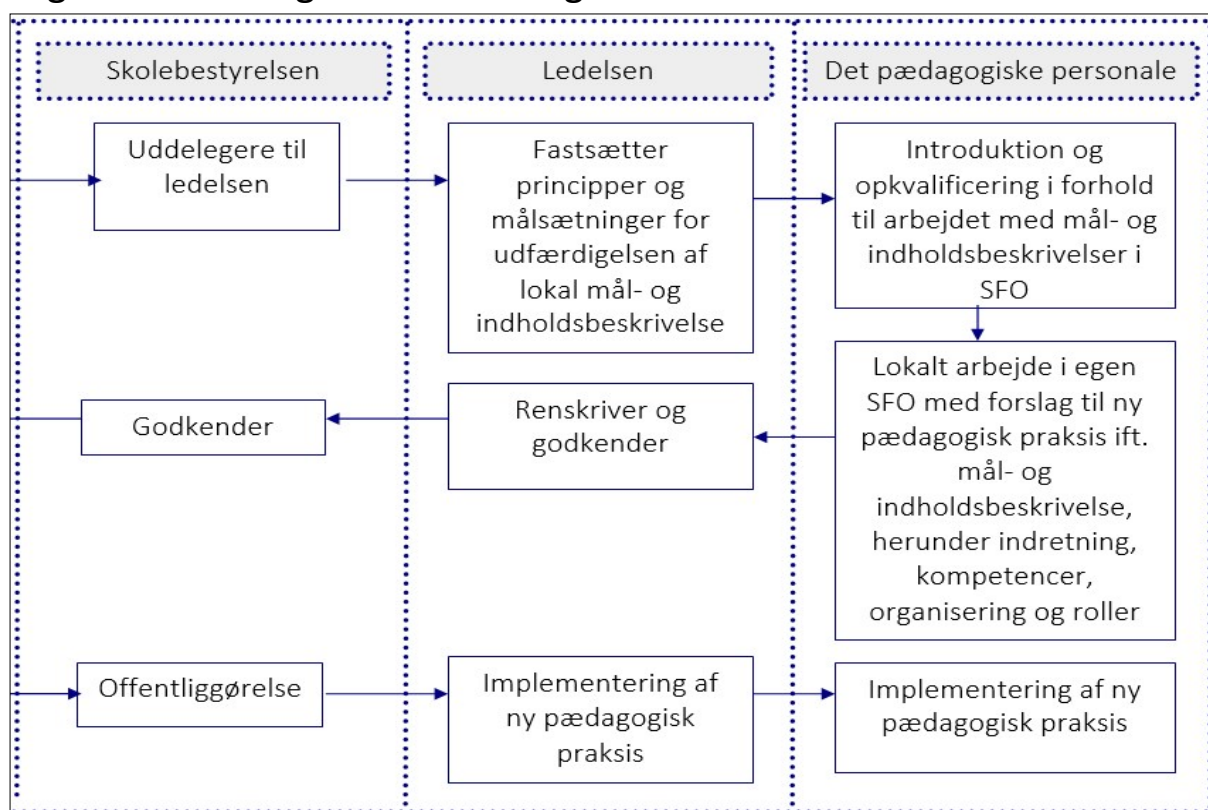 Skolebestyrelsen
Ledelsen
Det pædagogiske personale
Uddelegere til
ledelsen
Fastsætter
principper og
målsætninger for
udfærdigelsen af
lokal mål- og
indholdsbeskrivelse
Introduktion og
opkvalificering i forhold
til arbejdet med mål- og
indholdsbeskrivelser i
SFO
Godkender
Renskriver og
godkender
Lokalt arbejde i egen
SFO med forslag til ny
pædagogisk praksis ift.
mål- og
indholdsbeskrivelse,
herunder indretning,
kompetencer,
organisering og roller
Offentliggørelse
Implementering af
ny pædagogisk
praksis
Implementering af ny
pædagogisk praksis